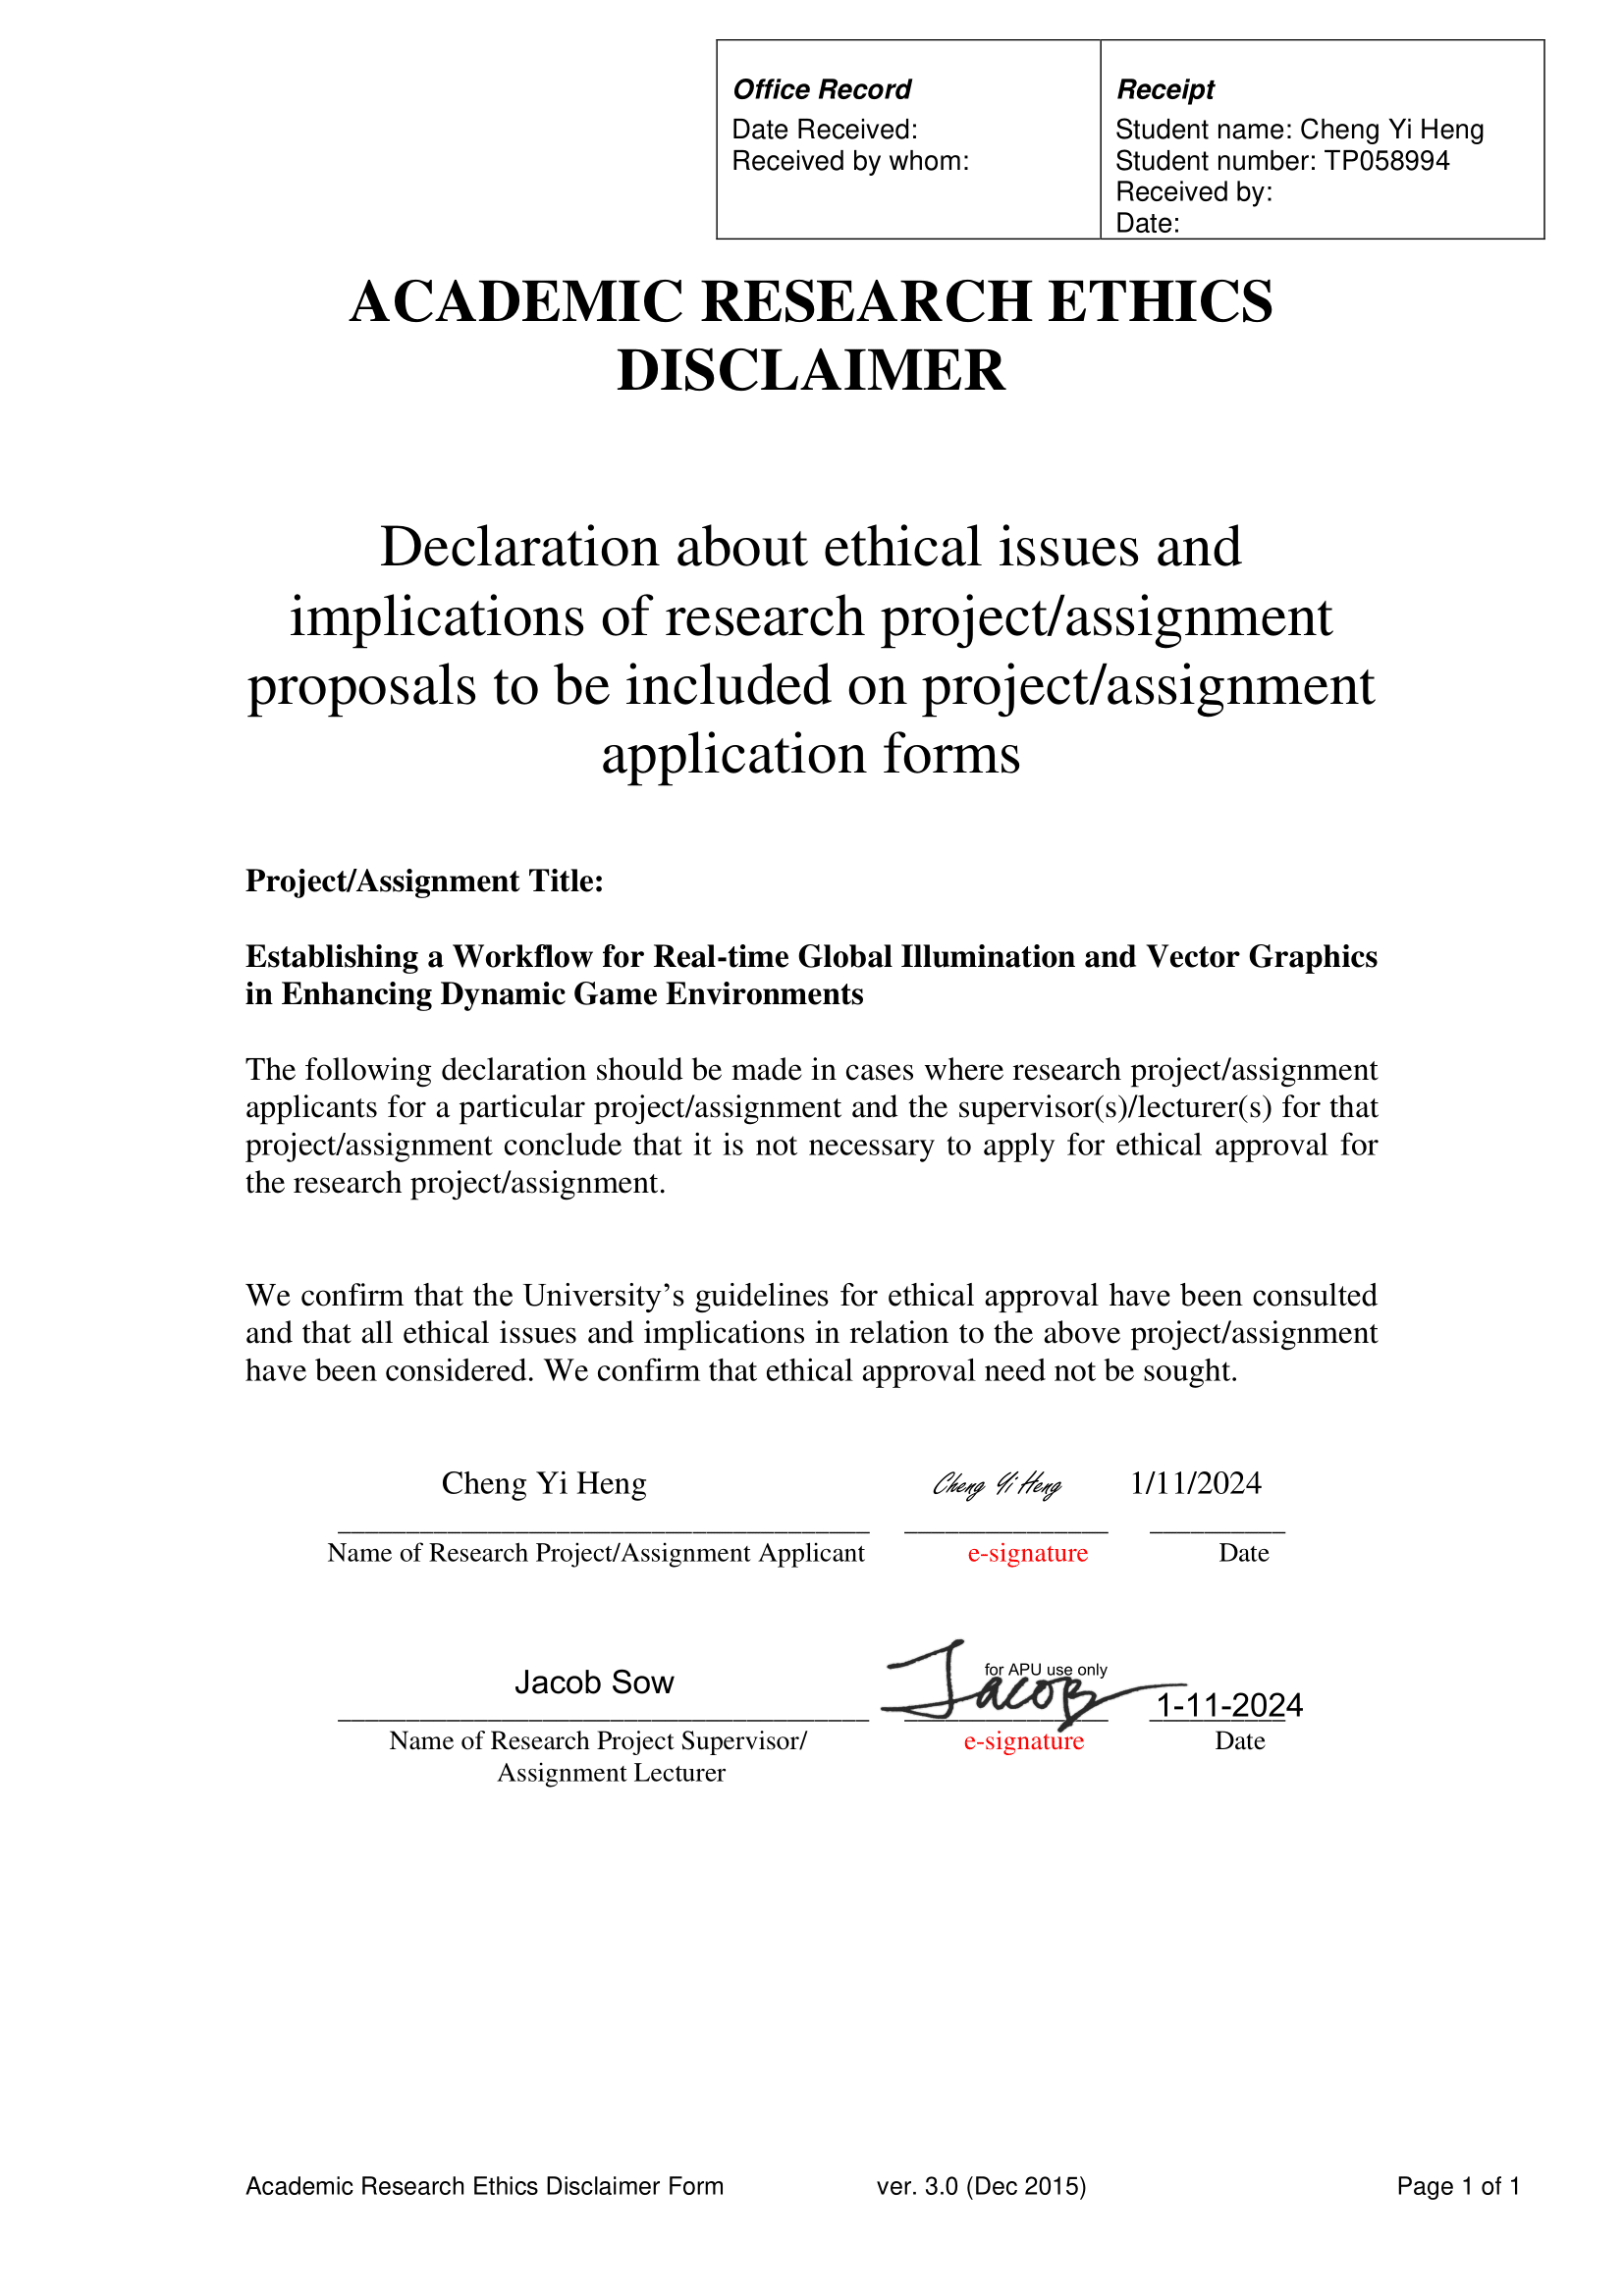 Office Record
Date Received:
Received by whom:
Receipt
Student name: Cheng Yi Heng
Student number: TP058994
Received by:
Date:
ACADEMIC RESEARCH ETHICS
DISCLAIMER
Declaration about ethical issues and
implications of research project/assignment
proposals to be included on project/assignment
application forms
Project/Assignment Title:
Establishing a Workflow for Real-time Global Illumination and Vector Graphics
in Enhancing Dynamic Game Environments
The following declaration should be made in cases where research project/assignment
applicants for a particular project/assignment and the supervisor(s)/lecturer(s) for that
project/assignment conclude that it is not necessary to apply for ethical approval for
the research project/assignment.
We confirm that the University’s guidelines for ethical approval have been consulted
and that all ethical issues and implications in relation to the above project/assignment
have been considered. We confirm that ethical approval need not be sought.
Cheng Yi Heng Cheng Yi Heng 1/11/2024
Name of Research Project/Assignment Applicant e-signature Date
for APU use only
Jacob Sow Jacob 1-11-2024
Name of Research Project Supervisor/ e-signature Date
Assignment Lecturer
Academic Research Ethics Disclaimer Form ver. 3.0 (Dec 2015) Page 1 of 1